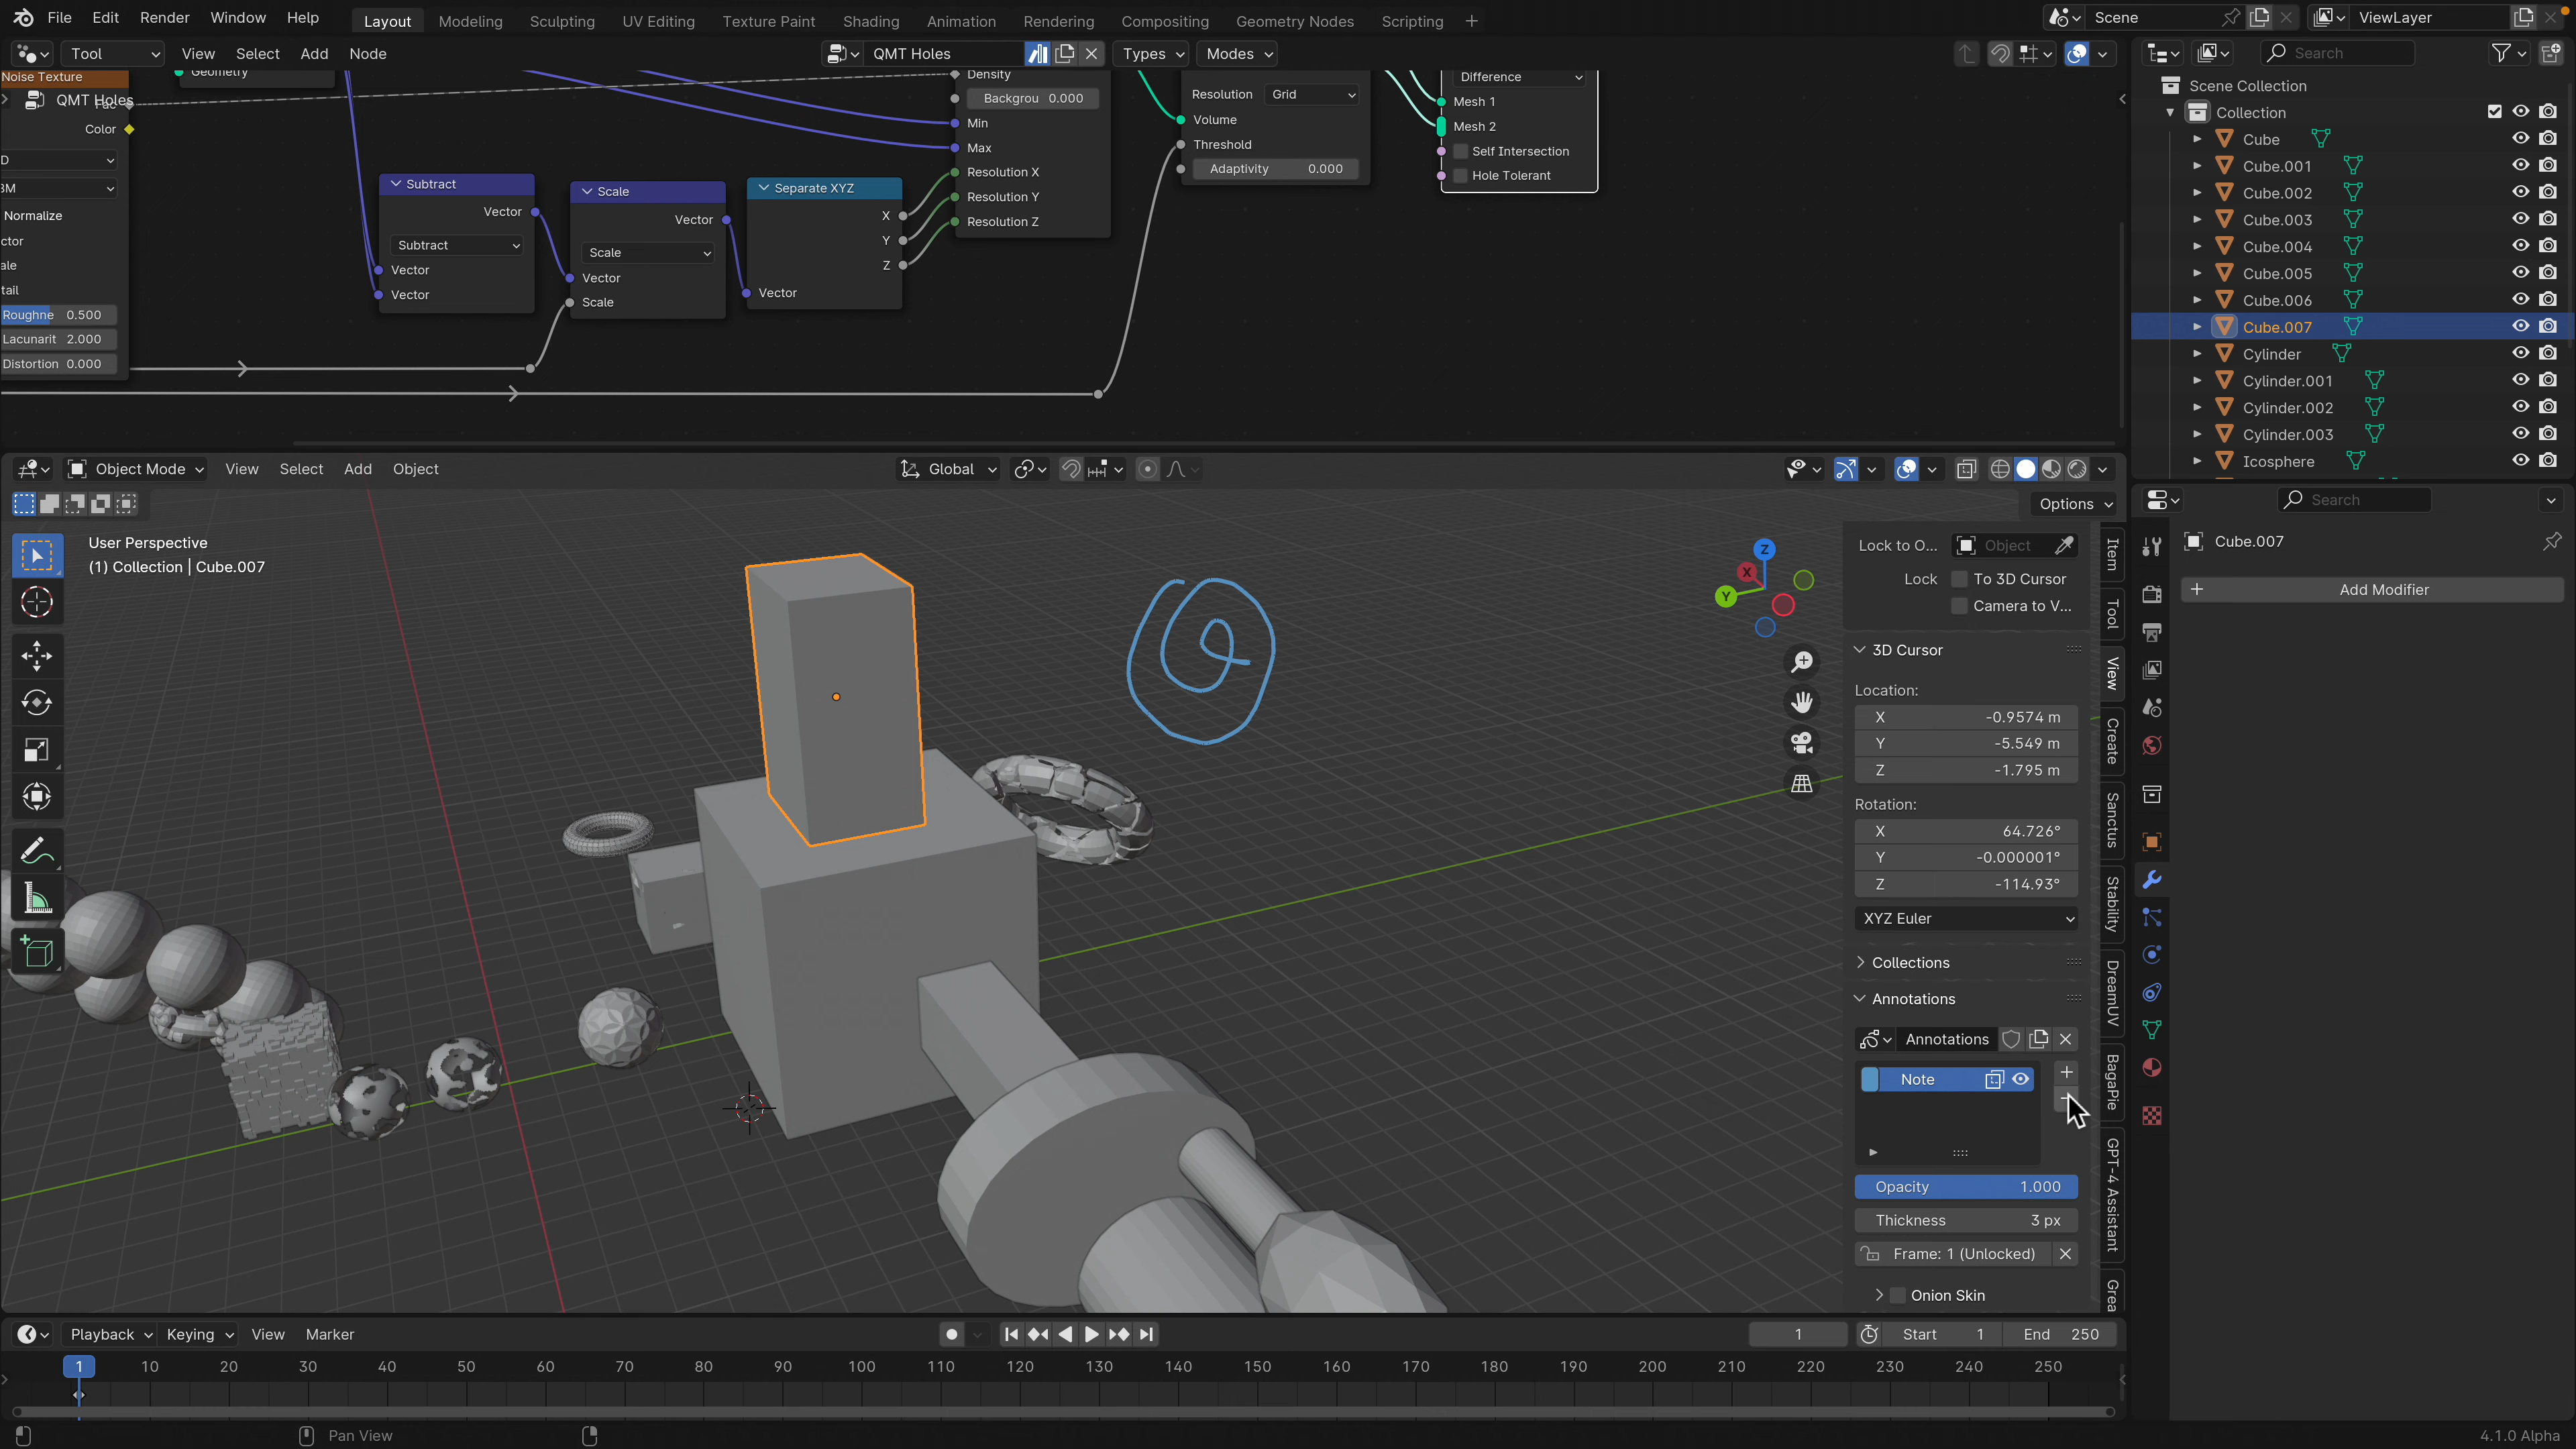 File Edit Render Window Help Layout Modeling Sculpting UV Editing Texture Paint Shading Animation Rendering Compositing Geometry Nodes Scripting + Scene ViewLayer
Tool View Select Add Node QMT Holes Types Modes Search
Noise Texture
QMT Holes
Geometry
Color
Normalize
Roughne 0.500
Lacunarit 2.000
Distortion 0.000
Subtract
Vector
Subtract
Vector
Vector
Scale
Vector
Scale
Vector
Scale
Separate XYZ
X
Y
Z
Vector
Density
Backgrou 0.000
Min
Max
Resolution X
Resolution Y
Resolution Z
Resolution Grid
Volume
Threshold
Adaptivity 0.000
Difference
Mesh 1
Mesh 2
Self Intersection
Hole Tolerant
Scene Collection
Collection
Cube
Cube.001
Cube.002
Cube.003
Cube.004
Cube.005
Cube.006
Cube.007
Cylinder
Cylinder.001
Cylinder.002
Cylinder.003
Icosphere
Object Mode View Select Add Object Global
Options
User Perspective
(1) Collection | Cube.007
Z
X
Y
Lock to O... Object
Lock To 3D Cursor
Camera to V...
3D Cursor
Location:
X -0.9574 m
Y -5.549 m
Z -1.795 m
Rotation:
X 64.726°
Y -0.000001°
Z -114.93°
XYZ Euler
Collections
Annotations
Annotations
Note
Opacity 1.000
Thickness 3 px
Frame: 1 (Unlocked)
Onion Skin
Item
Tool
View
Create
Sanctus
Stability
DreamUV
BagaPie
GPT-4 Assistant
Grea
Search
Cube.007
+ Add Modifier
Playback Keying View Marker 1 Start 1 End 250
1 10 20 30 40 50 60 70 80 90 100 110 120 130 140 150 160 170 180 190 200 210 220 230 240 250
Pan View 4.1.0 Alpha